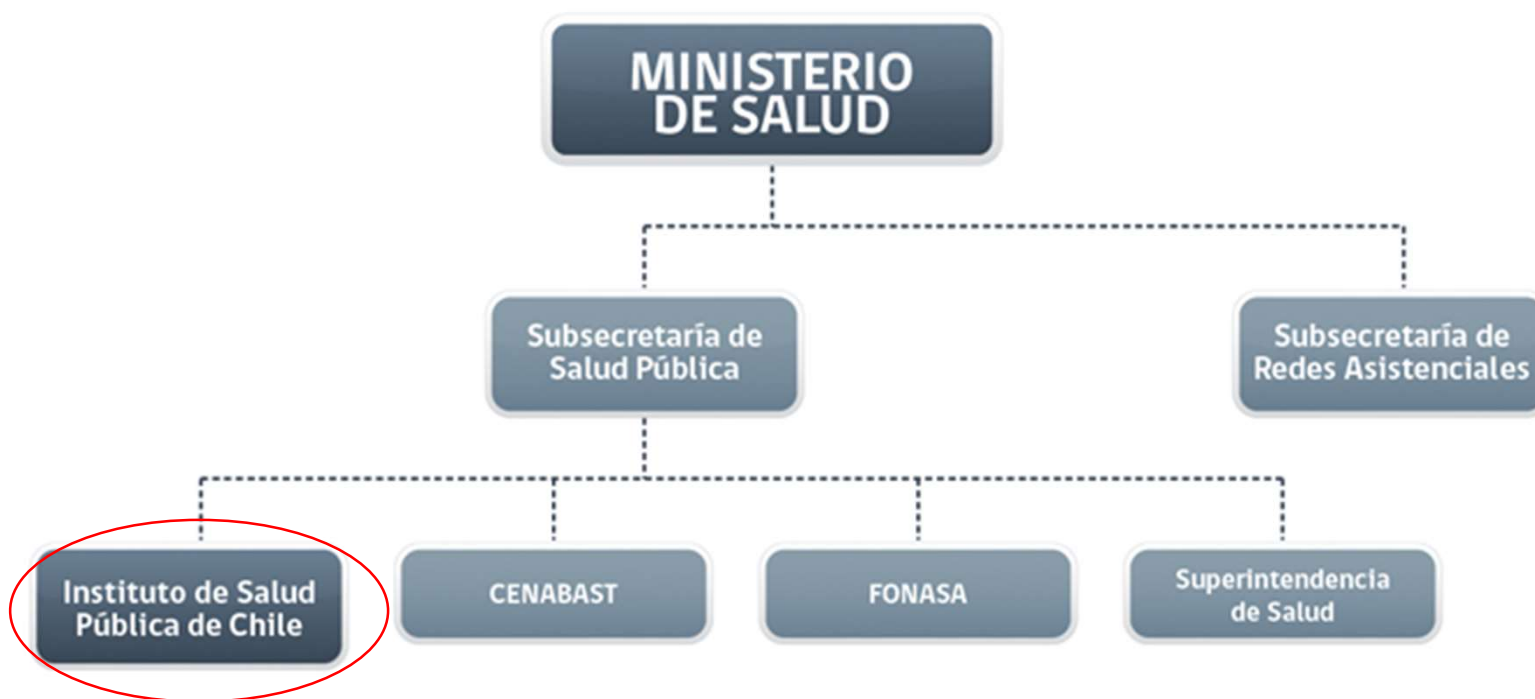 MINISTERIO
DE SALUD
Subsecretaría de
Salud Pública
Subsecretaría de
Redes Asistenciales
Instituto de Salud
Pública de Chile
CENABAST
FONASA
Superintendencia
de Salud